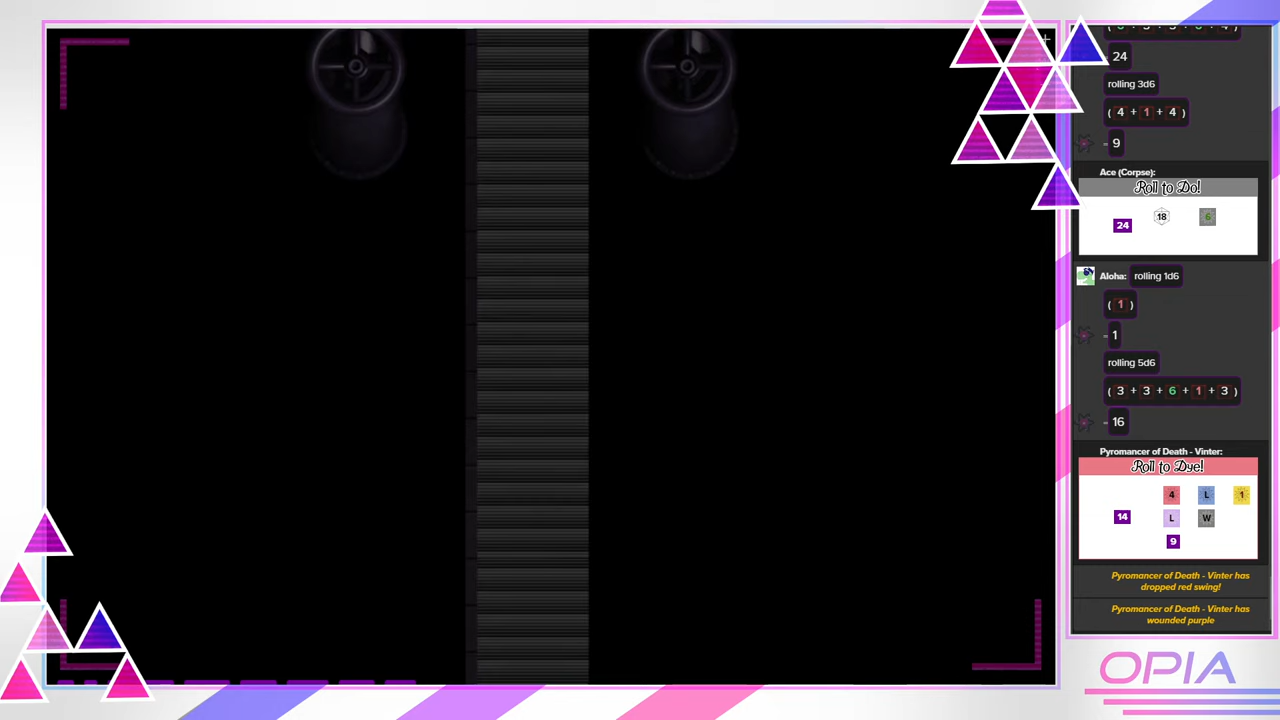 24
rolling 3d6
( 4 + 1 + 4 )
= 9
Ace (Corpse):
Roll to Do!
24 18 6
Aloha: rolling 1d6
( 1 )
= 1
rolling 5d6
( 3 + 3 + 6 + 1 + 3 )
= 16
Pyromancer of Death - Vinter:
Roll to Dye!
4 L 1
14 L W
9
Pyromancer of Death - Vinter has
dropped red swing!
Pyromancer of Death - Vinter has
wounded purple
OPIA